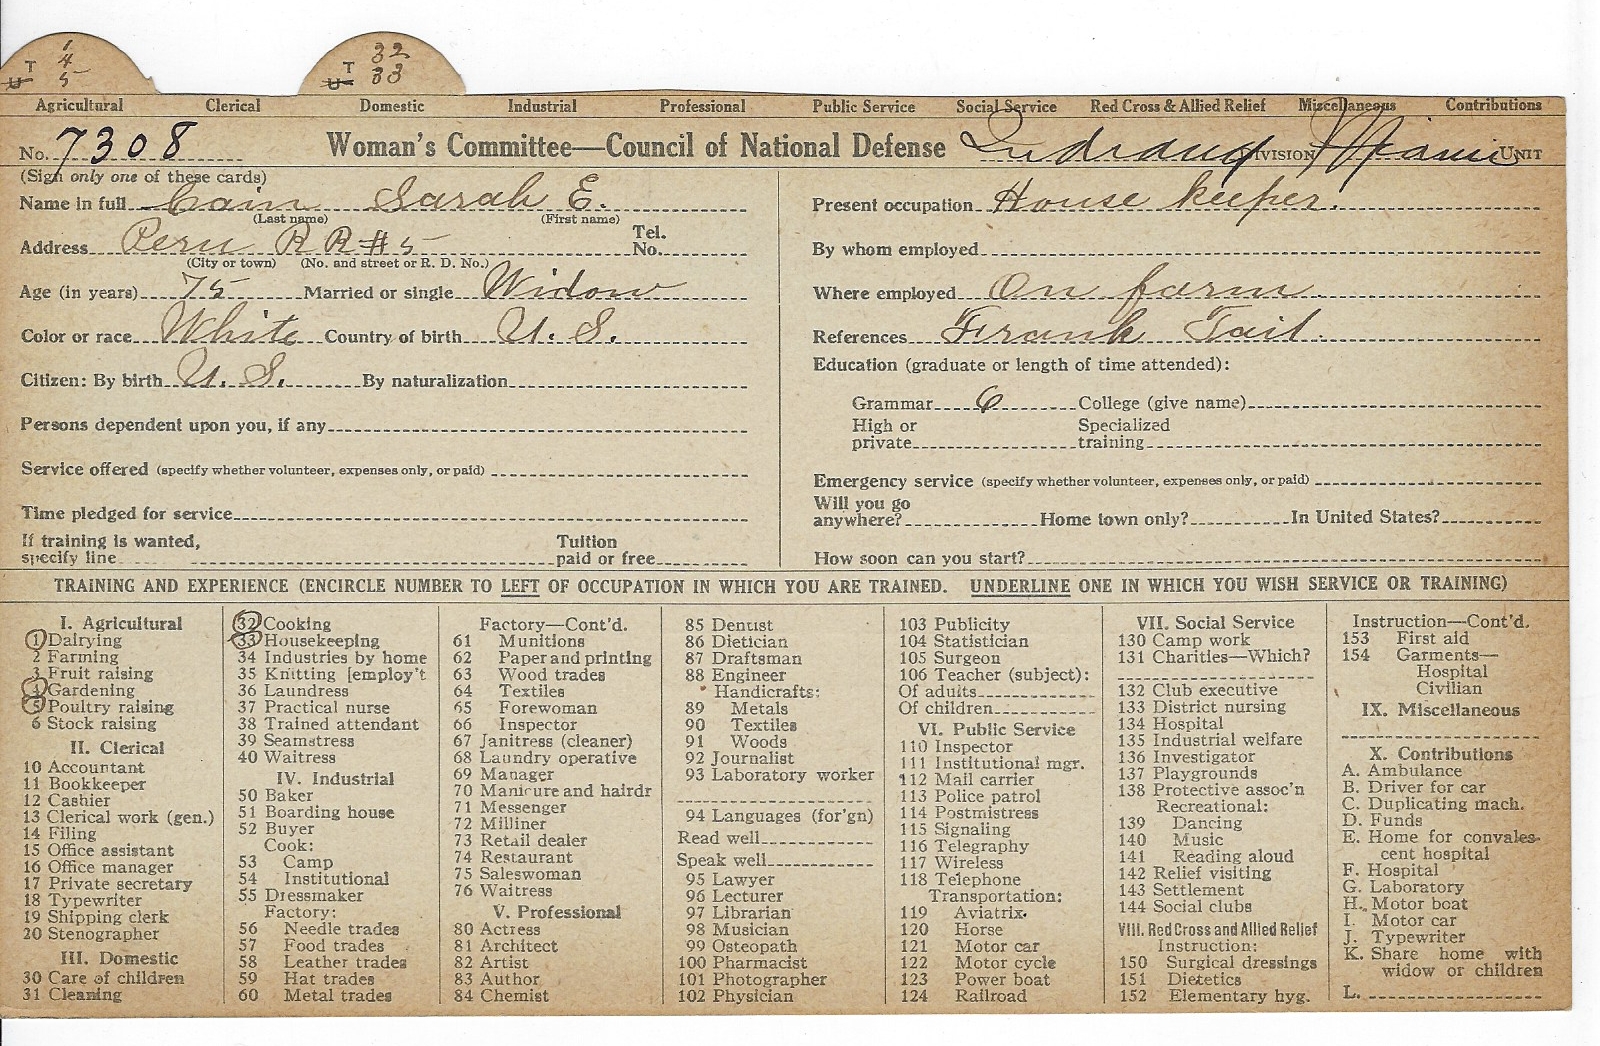 1
4
T
U 5
32
T
U 33
Agricultural Clerical Domestic Industrial Professional Public Service Social Service Red Cross & Allied Relief Miscellaneous Contributions
No. 7308 Woman's Committee—Council of National Defense Indiana DIVISION Miami UNIT
(Sign only one of these cards)
Name in full Cain Sarah E.
(Last name) (First name)
Address Peru R R #5 Tel. No.
(City or town) (No. and street or R. D. No.)
Age (in years) 75 Married or single Widow
Color or race White Country of birth U. S.
Citizen: By birth U. S. By naturalization
Persons dependent upon you, if any
Service offered (specify whether volunteer, expenses only, or paid)
Time pledged for service
If training is wanted, specify line Tuition paid or free
Present occupation House keeper.
By whom employed
Where employed On farm
References Frank Tait.
Education (graduate or length of time attended):
Grammar 6 College (give name)
High or private Specialized training
Emergency service (specify whether volunteer, expenses only, or paid)
Will you go anywhere? Home town only? In United States?
How soon can you start?
TRAINING AND EXPERIENCE (ENCIRCLE NUMBER TO LEFT OF OCCUPATION IN WHICH YOU ARE TRAINED. UNDERLINE ONE IN WHICH YOU WISH SERVICE OR TRAINING)
I. Agricultural
1 Dairying
2 Farming
3 Fruit raising
4 Gardening
5 Poultry raising
6 Stock raising
II. Clerical
10 Accountant
11 Bookkeeper
12 Cashier
13 Clerical work (gen.)
14 Filing
15 Office assistant
16 Office manager
17 Private secretary
18 Typewriter
19 Shipping clerk
20 Stenographer
III. Domestic
30 Care of children
31 Cleaning
32 Cooking
33 Housekeeping
34 Industries by home
35 Knitting [employ't
36 Laundress
37 Practical nurse
38 Trained attendant
39 Seamstress
40 Waitress
IV. Industrial
50 Baker
51 Boarding house
52 Buyer
Cook:
53 Camp
54 Institutional
55 Dressmaker
Factory:
56 Needle trades
57 Food trades
58 Leather trades
59 Hat trades
60 Metal trades
Factory—Cont'd.
61 Munitions
62 Paper and printing
63 Wood trades
64 Textiles
65 Forewoman
66 Inspector
67 Janitress (cleaner)
68 Laundry operative
69 Manager
70 Manicure and hairdr
71 Messenger
72 Milliner
73 Retail dealer
74 Restaurant
75 Saleswoman
76 Waitress
V. Professional
80 Actress
81 Architect
82 Artist
83 Author
84 Chemist
85 Dentist
86 Dietician
87 Draftsman
88 Engineer
Handicrafts:
89 Metals
90 Textiles
91 Woods
92 Journalist
93 Laboratory worker
94 Languages (for'gn)
Read well
Speak well
95 Lawyer
96 Lecturer
97 Librarian
98 Musician
99 Osteopath
100 Pharmacist
101 Photographer
102 Physician
103 Publicity
104 Statistician
105 Surgeon
106 Teacher (subject):
Of adults
Of children
VI. Public Service
110 Inspector
111 Institutional mgr.
112 Mail carrier
113 Police patrol
114 Postmistress
115 Signaling
116 Telegraphy
117 Wireless
118 Telephone
Transportation:
119 Aviatrix
120 Horse
121 Motor car
122 Motor cycle
123 Power boat
124 Railroad
VII. Social Service
130 Camp work
131 Charities—Which?
132 Club executive
133 District nursing
134 Hospital
135 Industrial welfare
136 Investigator
137 Playgrounds
138 Protective assoc'n
Recreational:
139 Dancing
140 Music
141 Reading aloud
142 Relief visiting
143 Settlement
144 Social clubs
VIII. Red Cross and Allied Relief
Instruction:
150 Surgical dressings
151 Dietetics
152 Elementary hyg.
Instruction—Cont'd.
153 First aid
154 Garments—
Hospital
Civilian
IX. Miscellaneous
X. Contributions
A. Ambulance
B. Driver for car
C. Duplicating mach.
D. Funds
E. Home for convales-
cent hospital
F. Hospital
G. Laboratory
H. Motor boat
I. Motor car
J. Typewriter
K. Share home with
widow or children
L.